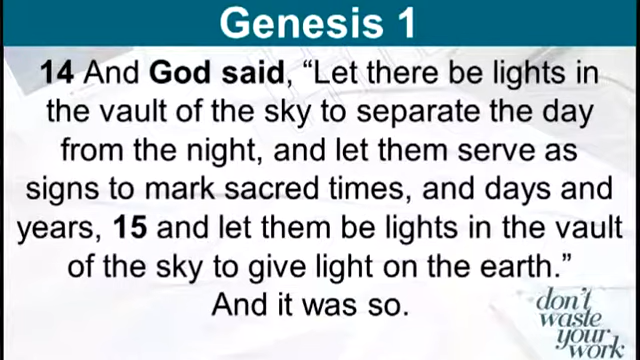 Genesis 1
14 And God said, “Let there be lights in
the vault of the sky to separate the day
from the night, and let them serve as
signs to mark sacred times, and days and
years, 15 and let them be lights in the vault
of the sky to give light on the earth.”
And it was so.
don't
waste
your
work